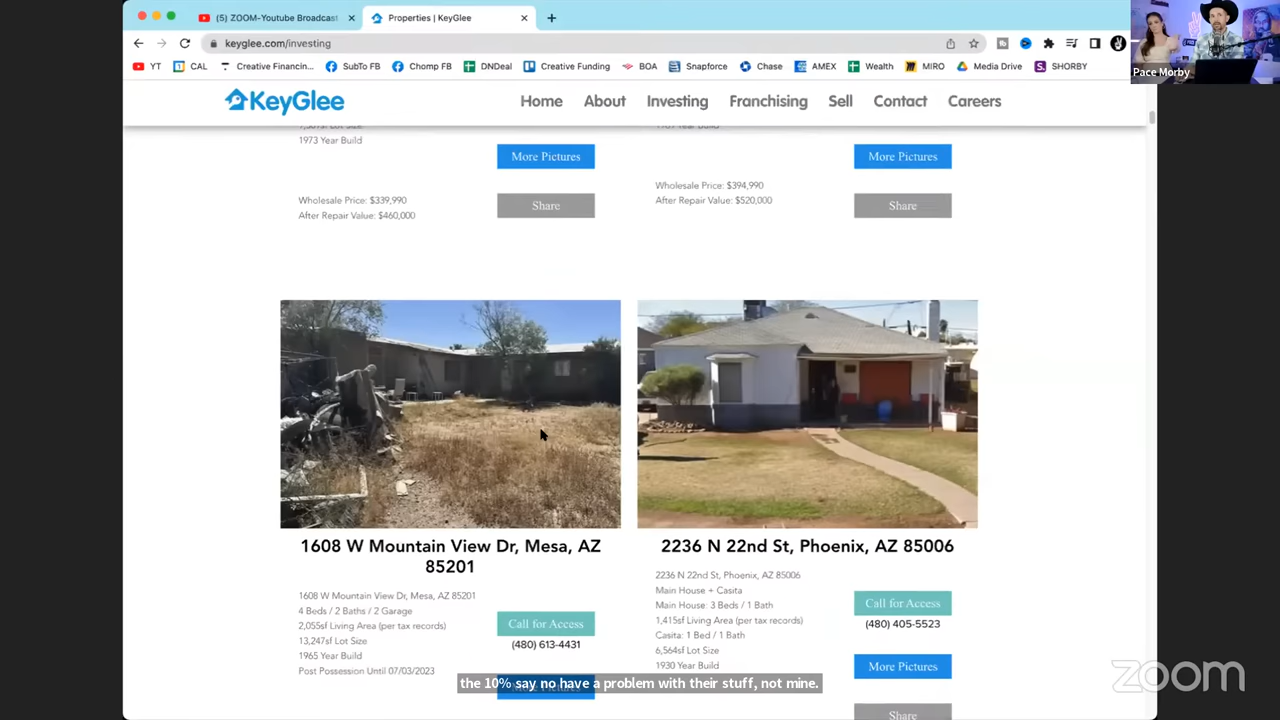 (5) ZOOM-Youtube Broadcast
Properties | KeyGlee
keyglee.com/investing
YT
CAL
Creative Financin...
SubTo FB
Chomp FB
DNDeal
Creative Funding
BOA
Snapforce
Chase
AMEX
Wealth
MIRO
Media Drive
SHORBY
Pace Morby
KeyGlee
Home
About
Investing
Franchising
Sell
Contact
Careers
1973 Year Build
More Pictures
Wholesale Price: $339,990
After Repair Value: $460,000
Share
More Pictures
Wholesale Price: $394,990
After Repair Value: $520,000
Share
1608 W Mountain View Dr, Mesa, AZ
85201
1608 W Mountain View Dr, Mesa, AZ 85201
4 Beds / 2 Baths / 2 Garage
2,055sf Living Area (per tax records)
13,247sf Lot Size
1965 Year Build
Post Possession Until 07/03/2023
Call for Access
(480) 613-4431
2236 N 22nd St, Phoenix, AZ 85006
2236 N 22nd St, Phoenix, AZ 85006
Main House + Casita
Main House: 3 Beds / 1 Bath
1,415sf Living Area (per tax records)
Casita: 1 Bed / 1 Bath
6,564sf Lot Size
1930 Year Build
Call for Access
(480) 405-5523
More Pictures
Share
the 10% say no have a problem with their stuff, not mine.
zoom